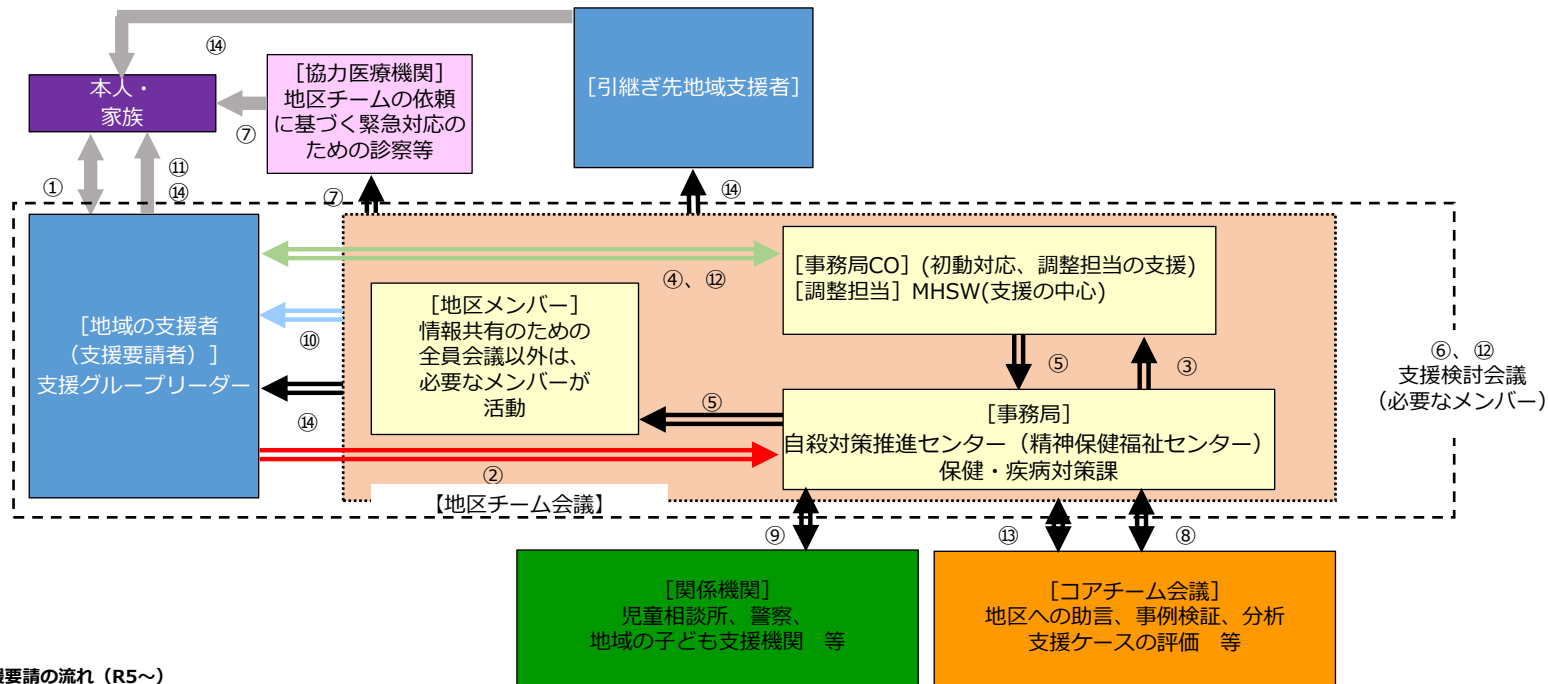 ⑭
本人・
家族
⑦
[協力医療機関]
地区チームの依頼
に基づく緊急対応の
ための診察等
[引継ぎ先地域支援者]
①
⑪
⑭
⑦
⑭
[地域の支援者
(支援要請者)]
支援グループリーダー
④、⑫
⑩
⑭
②
[地区メンバー]
情報共有のための
全員会議以外は、
必要なメンバーが
活動
[事務局CO](初動対応、調整担当の支援)
[調整担当]MHSW(支援の中心)
⑤
③
⑤
[事務局]
自殺対策推進センター(精神保健福祉センター)
保健・疾病対策課
【地区チーム会議】
⑥、⑫
支援検討会議
(必要なメンバー)
⑨
⑬
⑧
[関係機関]
児童相談所、警察、
地域の子ども支援機関 等
[コアチーム会議]
地区への助言、事例検証、分析
支援ケースの評価 等
要請の流れ(R5~)